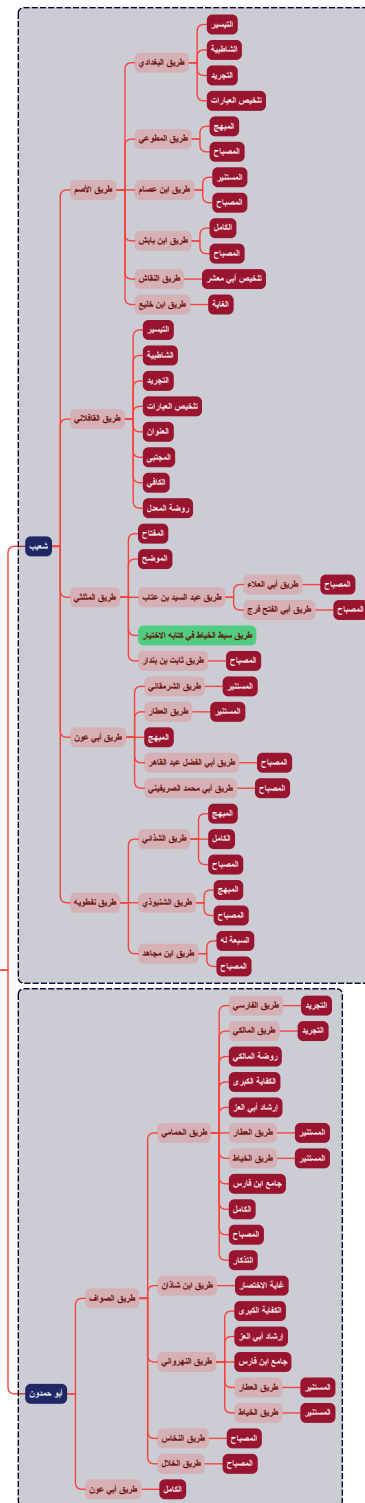 شعيب
طريق الأصم
طريق البغدادي
التيسير
الشاطبية
التجريد
تلخيص العبارات
طريق المطوعي
المبهج
المصباح
طريق ابن عصام
المستنير
المصباح
طريق ابن بابش
الكامل
المصباح
طريق النقاش
تلخيص أبي معشر
طريق ابن خليع
الغاية
طريق القافلاني
التيسير
الشاطبية
التجريد
تلخيص العبارات
العنوان
المجتبى
الكافي
روضة المعدل
طريق المثلثي
المفتاح
الموضح
طريق عبد السيد بن عتاب
طريق أبي العلاء
المصباح
طريق أبي الفتح فرج
المصباح
طريق سبط الخياط في كتابه الاختيار
طريق ثابت بن بندار
المصباح
طريق أبي عون
طريق الشرمقاني
المستنير
طريق العطار
المستنير
المبهج
طريق أبي الفضل عبد القاهر
المصباح
طريق أبي محمد الصريفيني
المصباح
طريق نفطويه
طريق الشذائي
المبهج
الكامل
المصباح
طريق الشنبوذي
المبهج
المصباح
طريق ابن مجاهد
السبعة له
المصباح
أبو حمدون
طريق الصواف
طريق الحمامي
طريق الفارسي
التجريد
طريق المالكي
التجريد
روضة المالكي
الكفاية الكبرى
إرشاد أبي العز
طريق العطار
المستنير
طريق الخياط
المستنير
جامع ابن فارس
الكامل
المصباح
التذكار
طريق ابن شاذان
غاية الاختصار
طريق النهرواني
الكفاية الكبرى
إرشاد أبي العز
جامع ابن فارس
طريق العطار
المستنير
طريق الخياط
المستنير
طريق النخاس
المصباح
طريق الخلال
المصباح
طريق أبي عون
الكامل